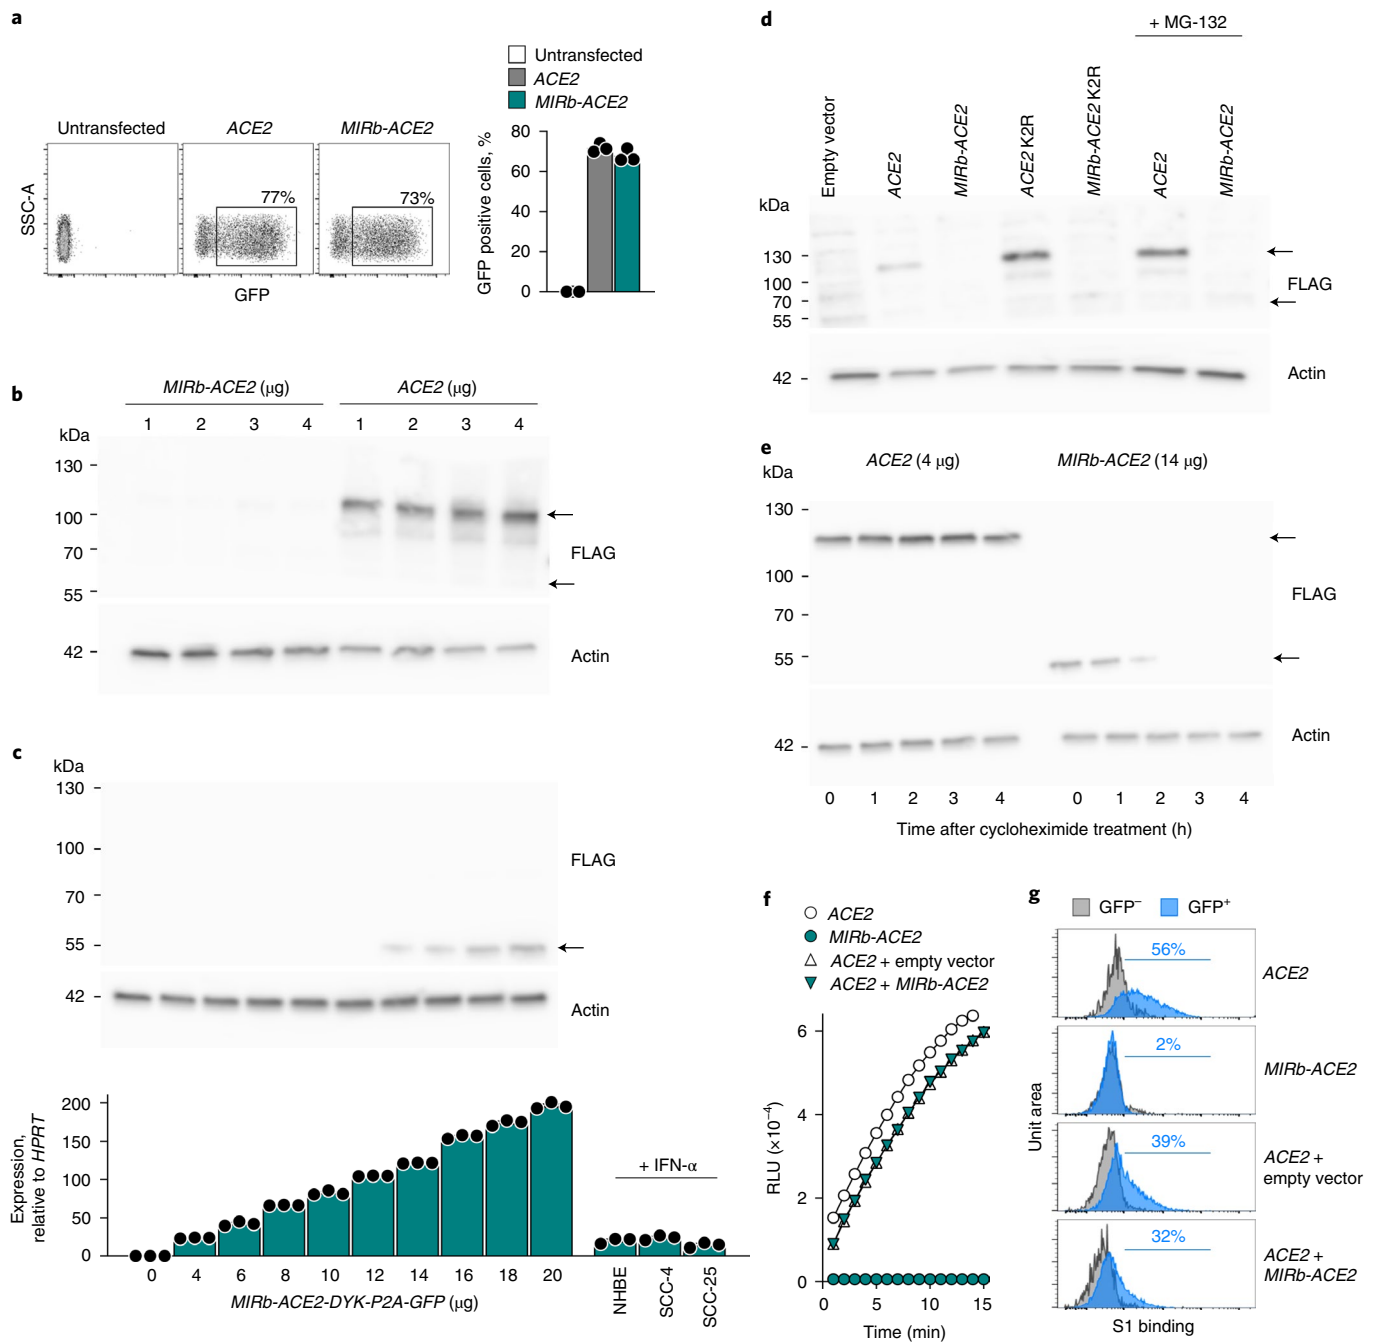 a
Untransfected
ACE2
MIRb-ACE2
Untransfected
ACE2
MIRb-ACE2
77%
73%
SSC-A
GFP
GFP positive cells, %
80
60
40
20
0
b
MIRb-ACE2 (μg)
ACE2 (μg)
1 2 3 4 1 2 3 4
kDa
130
100
70
55
FLAG
42
Actin
c
kDa
130
100
70
55
FLAG
42
Actin
Expression,
relative to HPRT
200
150
100
50
0
+ IFN-α
0 4 6 8 10 12 14 16 18 20
NHBE
SCC-4
SCC-25
MIRb-ACE2-DYK-P2A-GFP (μg)
d
+ MG-132
Empty vector
ACE2
MIRb-ACE2
ACE2 K2R
MIRb-ACE2 K2R
ACE2
MIRb-ACE2
kDa
130
100
70
55
FLAG
42
Actin
e
kDa
ACE2 (4 μg)
MIRb-ACE2 (14 μg)
130
100
70
55
FLAG
42
Actin
0 1 2 3 4 0 1 2 3 4
Time after cycloheximide treatment (h)
f
ACE2
MIRb-ACE2
ACE2 + empty vector
ACE2 + MIRb-ACE2
RLU (×10⁻⁴)
6
4
2
0
0 5 10 15
Time (min)
g
GFP⁻
GFP⁺
56%
ACE2
2%
MIRb-ACE2
39%
ACE2 +
empty vector
32%
ACE2 +
MIRb-ACE2
Unit area
S1 binding